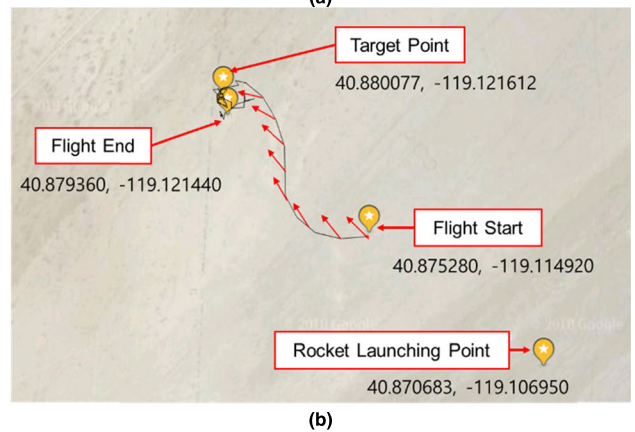 (a)
Target Point
40.880077, -119.121612
Flight End
40.879360, -119.121440
Flight Start
40.875280, -119.114920
Rocket Launching Point
40.870683, -119.106950
(b)